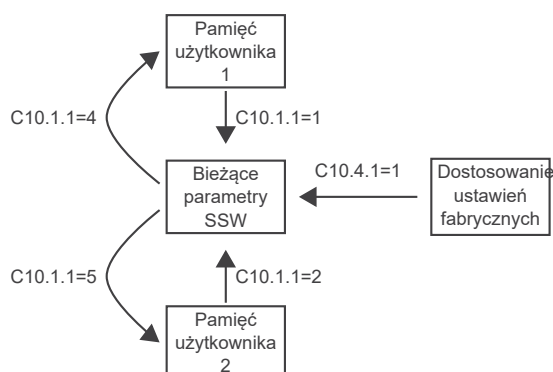 Pamięć
użytkownika
1
C10.1.1=4
C10.1.1=1
Bieżące
parametry
SSW
C10.4.1=1
Dostosowanie
ustawień
fabrycznych
C10.1.1=5
C10.1.1=2
Pamięć
użytkownika
2